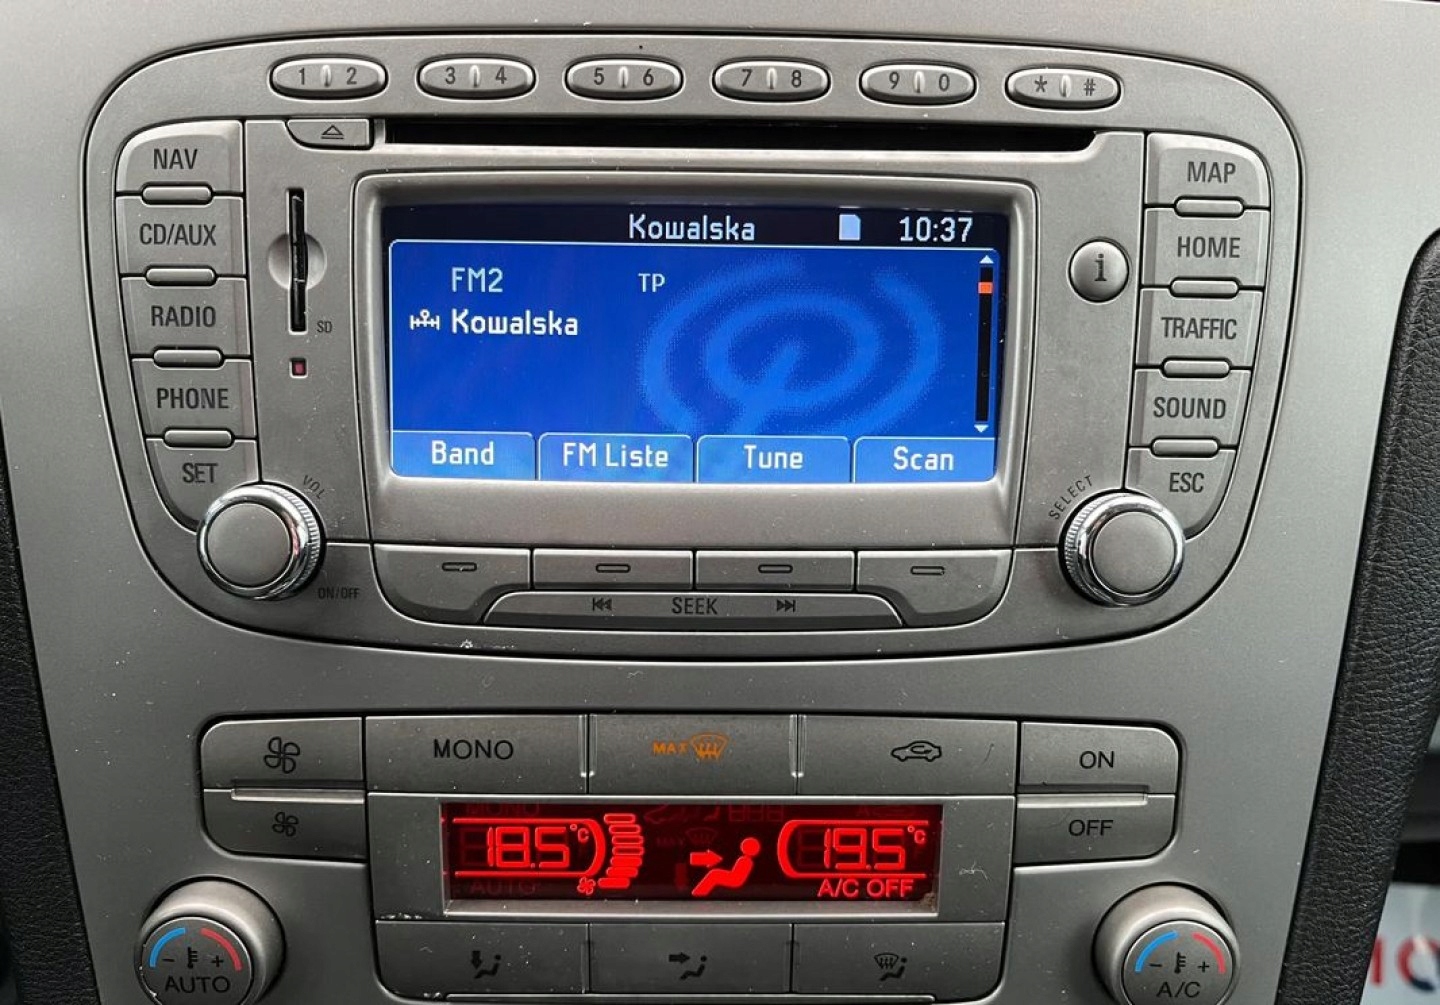 1 2 3 4 5 6 7 8 9 0 * #
NAV
CD/AUX
RADIO
PHONE
SET
VOL
ON/OFF
SD
Kowalska 10:37
FM2 TP
Kowalska
Band FM Liste Tune Scan
i
MAP
HOME
TRAFFIC
SOUND
ESC
SELECT
SEEK
MONO MAX ON
OFF
18.5°C 19.5°C
A/C OFF
- + AUTO
- + A/C